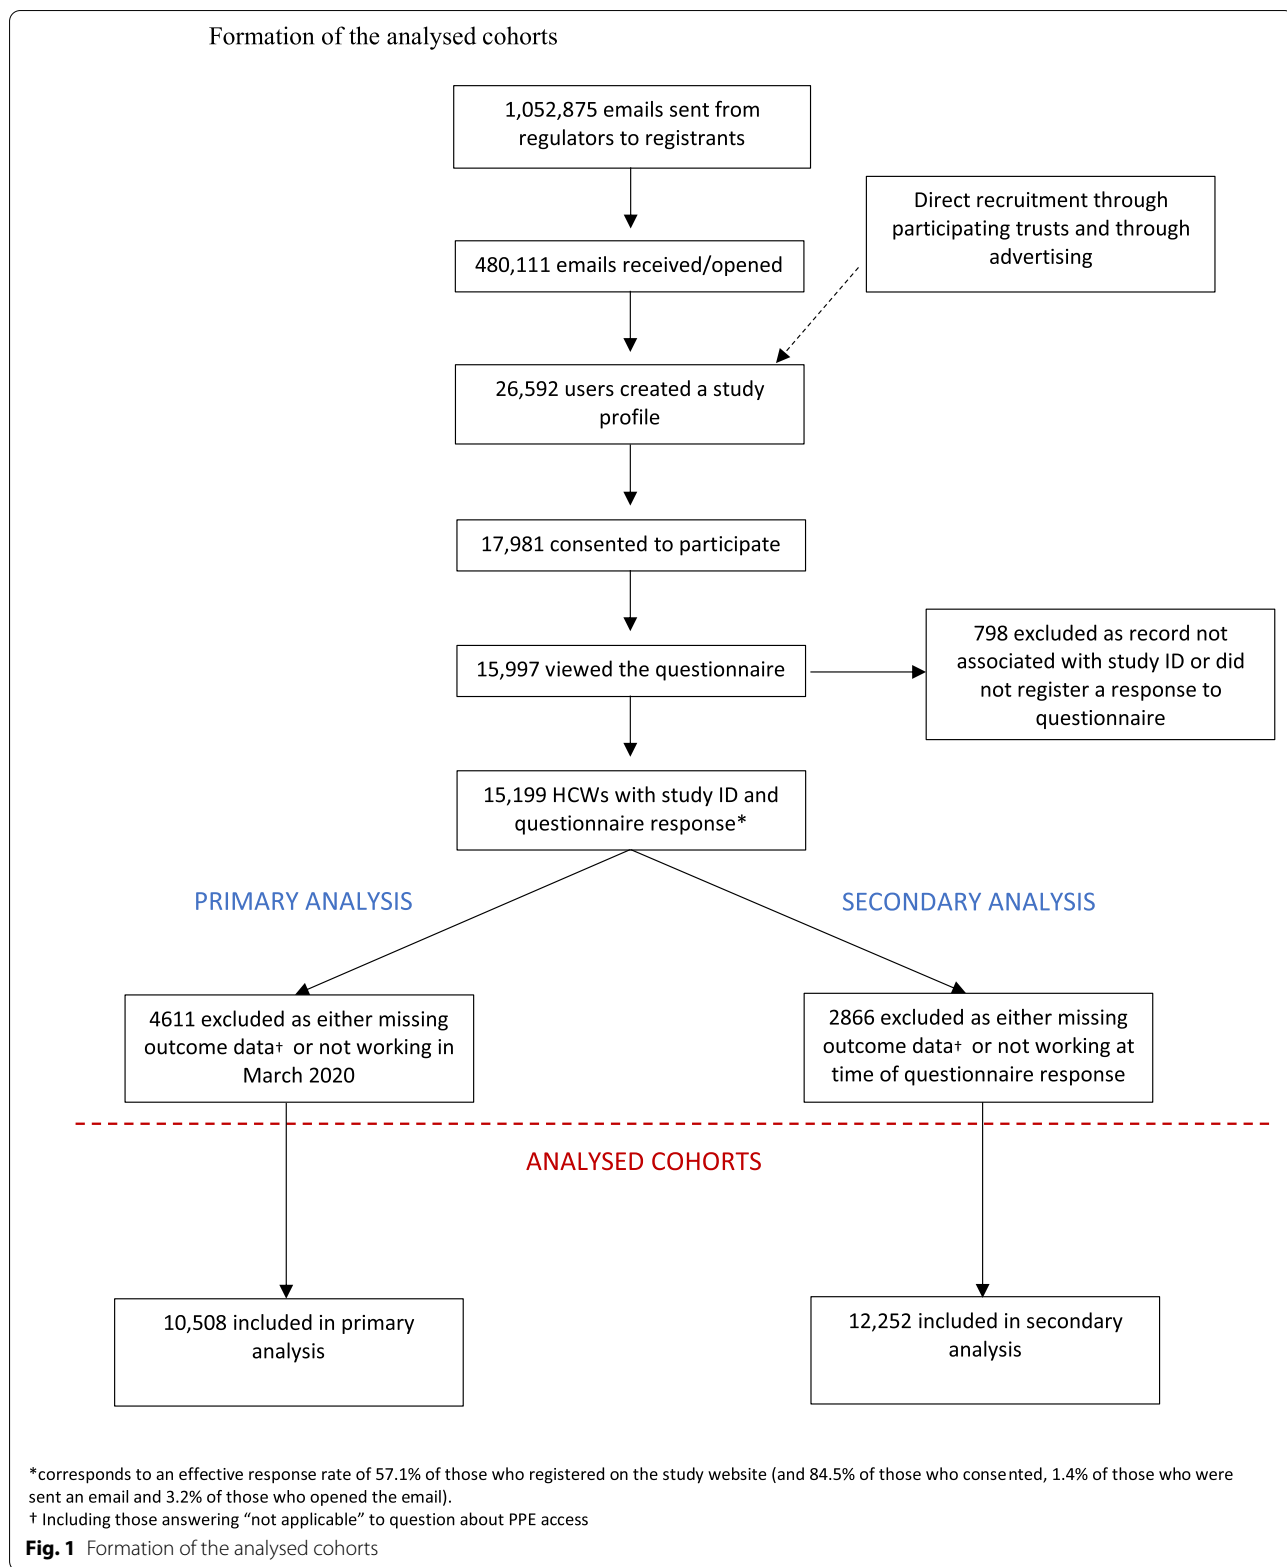 Formation of the analysed cohorts
1,052,875 emails sent from
regulators to registrants
Direct recruitment through
participating trusts and through
advertising
480,111 emails received/opened
26,592 users created a study
profile
17,981 consented to participate
15,997 viewed the questionnaire
798 excluded as record not
associated with study ID or did
not register a response to
questionnaire
15,199 HCWs with study ID and
questionnaire response*
PRIMARY ANALYSIS
SECONDARY ANALYSIS
4611 excluded as either missing
outcome data† or not working in
March 2020
2866 excluded as either missing
outcome data† or not working at
time of questionnaire response
ANALYSED COHORTS
10,508 included in primary
analysis
12,252 included in secondary
analysis
*corresponds to an effective response rate of 57.1% of those who registered on the study website (and 84.5% of those who consented, 1.4% of those who were
sent an email and 3.2% of those who opened the email).
† Including those answering “not applicable” to question about PPE access
Fig. 1 Formation of the analysed cohorts